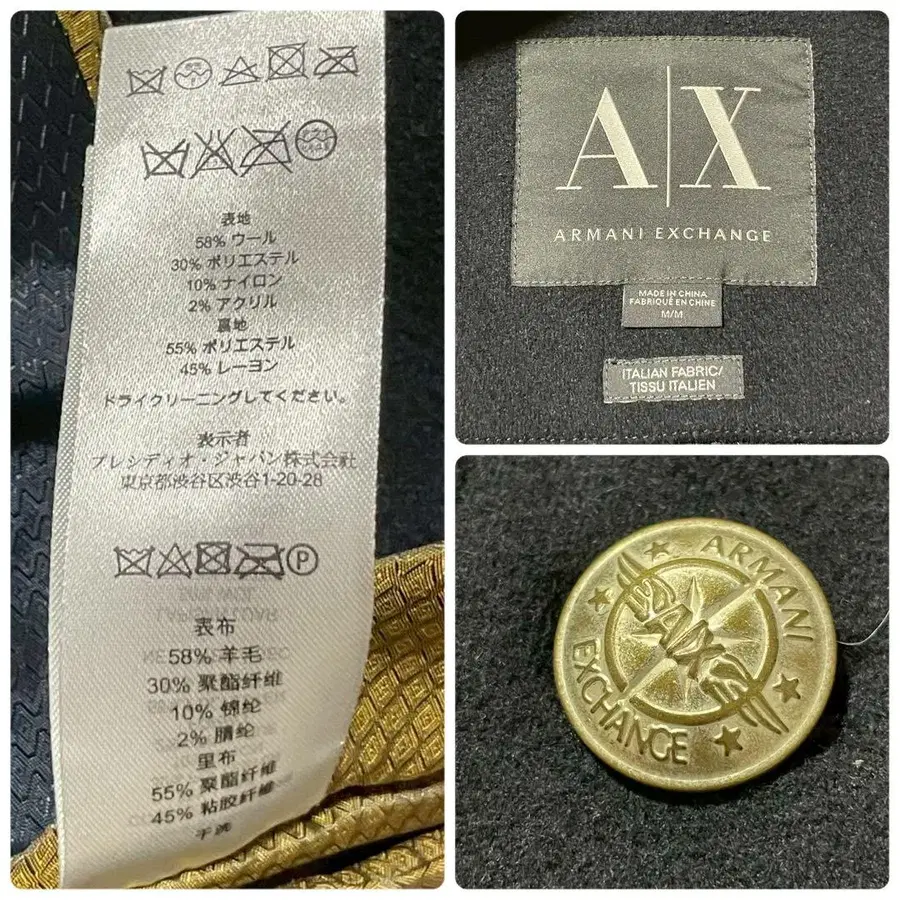 表地
58% ウール
30% ポリエステル
10% ナイロン
2% アクリル
裏地
55% ポリエステル
45% レーヨン
ドライクリーニングしてください。
表示者
プレシディオ・ジャパン株式会社
東京都渋谷区渋谷1-20-28
P
表布
58% 羊毛
30% 聚酯纤维
10% 锦纶
2% 腈纶
里布
55% 聚酯纤维
45% 粘胶纤维
干洗
A|X
ARMANI EXCHANGE
MADE IN CHINA
FABRIQUÉ EN CHINE
M/M
ITALIAN FABRIC/
TISSU ITALIEN
ARMANI
EXCHANGE